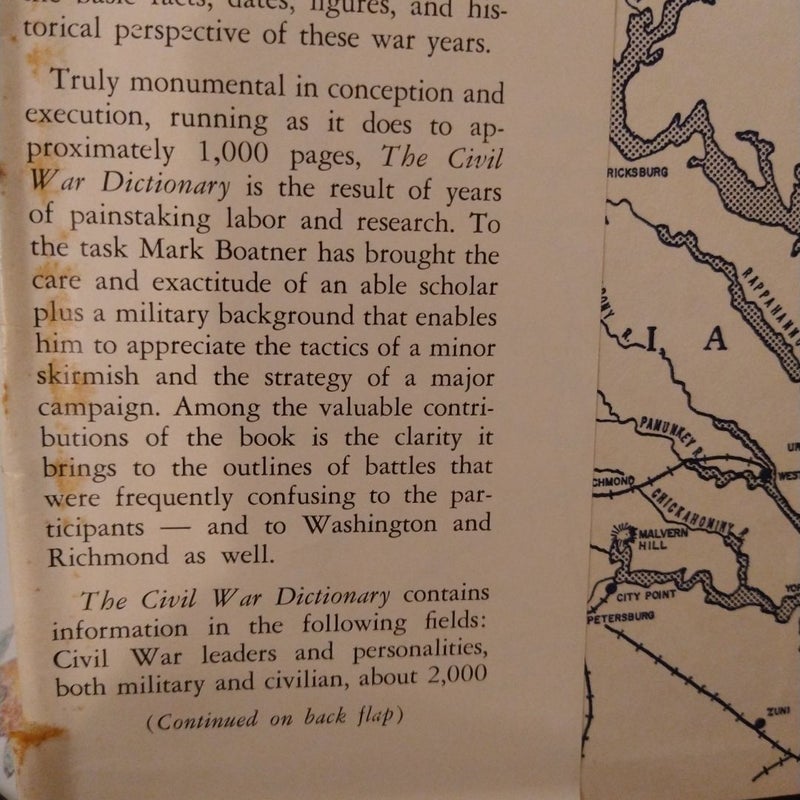 the basic facts, dates, figures, and his-
torical perspective of these war years.
Truly monumental in conception and
execution, running as it does to ap-
proximately 1,000 pages, The Civil
War Dictionary is the result of years
of painstaking labor and research. To
the task Mark Boatner has brought the
care and exactitude of an able scholar
plus a military background that enables
him to appreciate the tactics of a minor
skirmish and the strategy of a major
campaign. Among the valuable contri-
butions of the book is the clarity it
brings to the outlines of battles that
were frequently confusing to the par-
ticipants — and to Washington and
Richmond as well.
The Civil War Dictionary contains
information in the following fields:
Civil War leaders and personalities,
both military and civilian, about 2,000
(Continued on back flap)
RICKSBURG
RAPPAHANNO
I A
PAMUNKEY R.
WEST
CHMOND
CHICKAHOMINY R.
MALVERN
HILL
CITY POINT
PETERSBURG
ZUNI